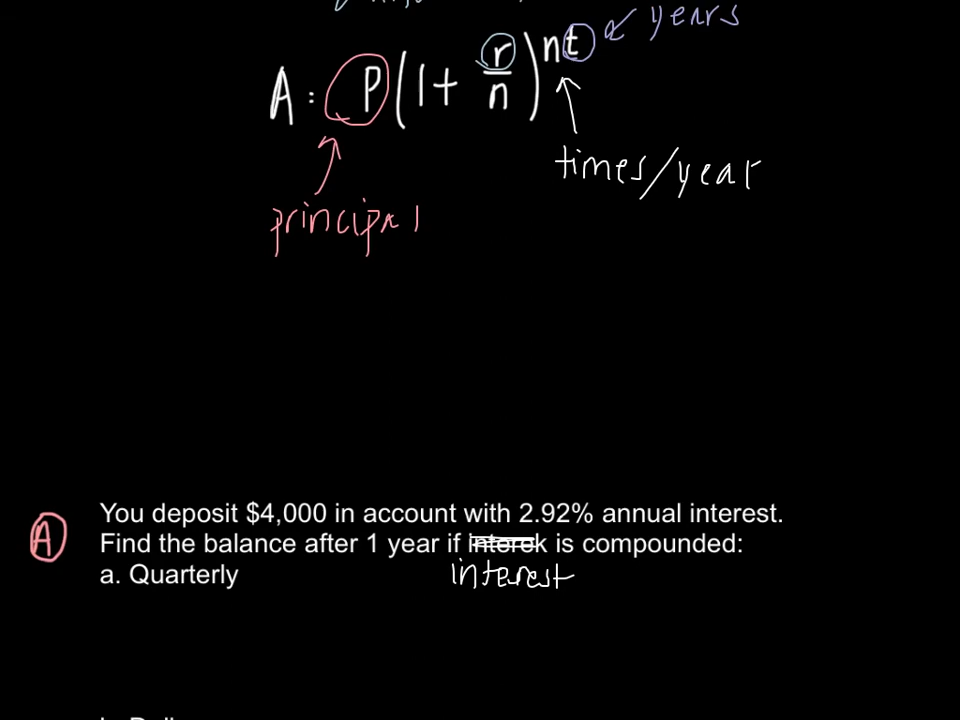 years
A = P(1 + r/n)^nt
times/year
principal
A
You deposit $4,000 in account with 2.92% annual interest.
Find the balance after 1 year if interek is compounded:
a. Quarterly
interest